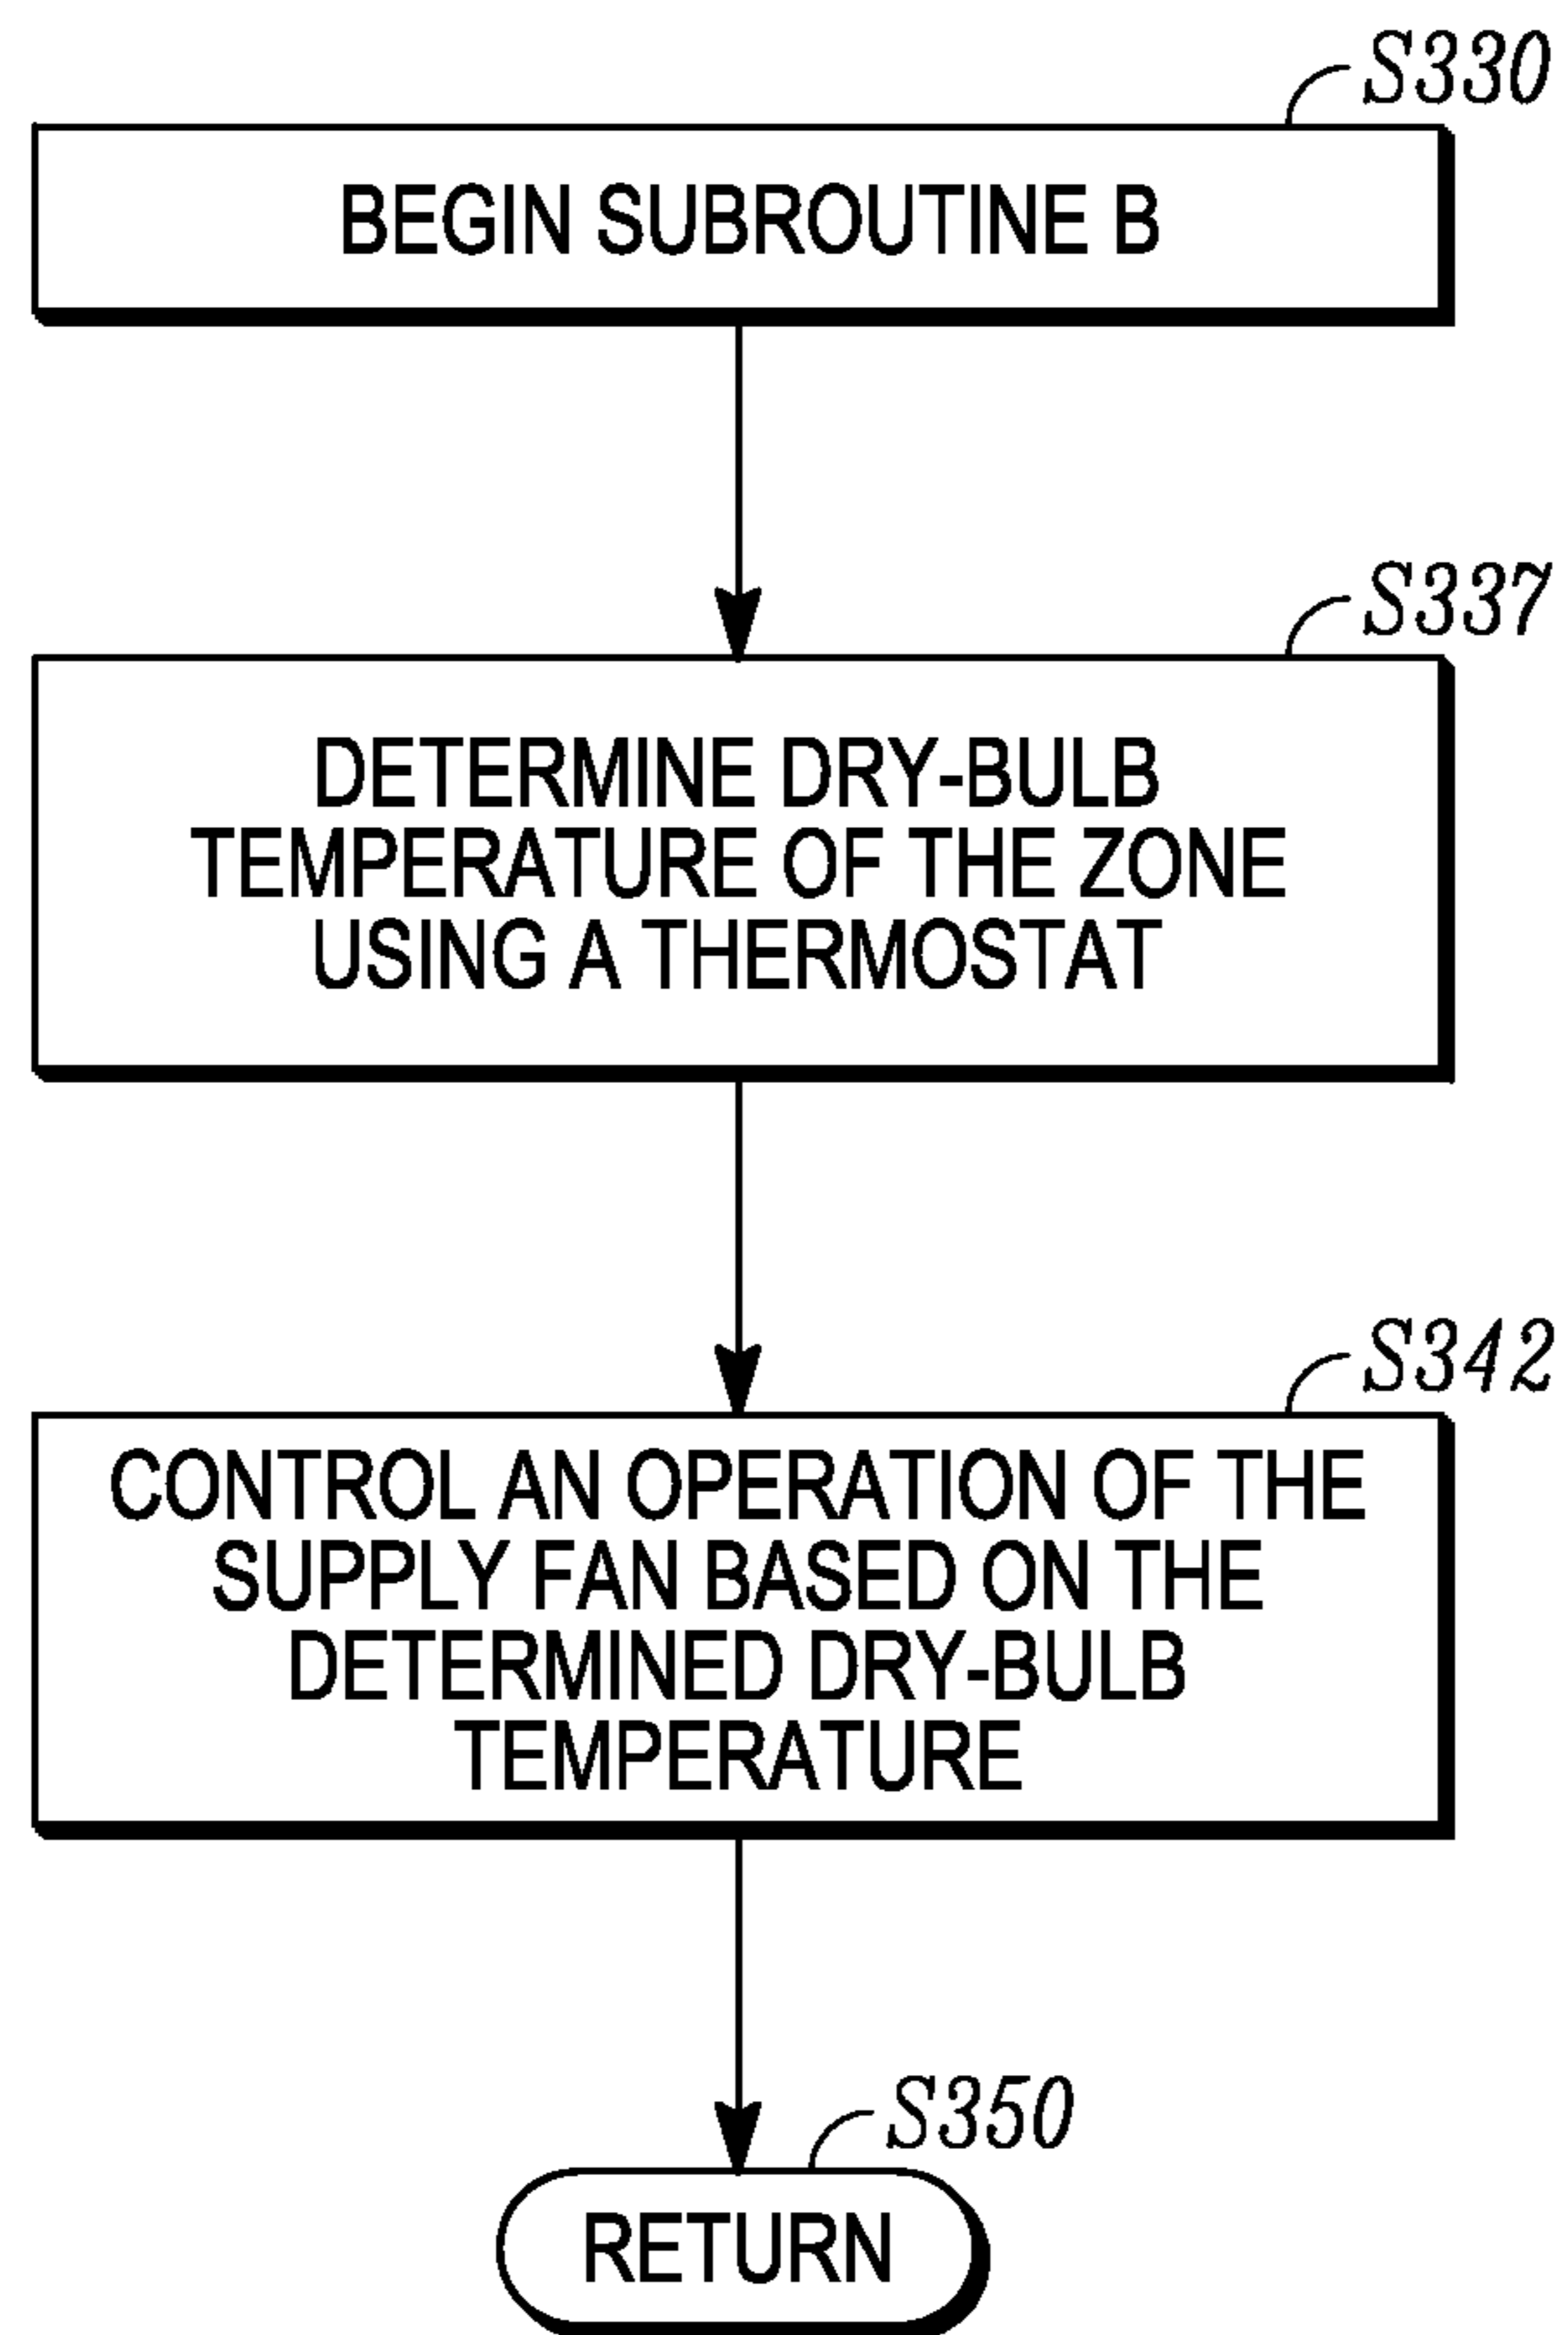 S330
BEGIN SUBROUTINE B
S337
DETERMINE DRY-BULB
TEMPERATURE OF THE ZONE
USING A THERMOSTAT
S342
CONTROL AN OPERATION OF THE
SUPPLY FAN BASED ON THE
DETERMINED DRY-BULB
TEMPERATURE
S350
RETURN